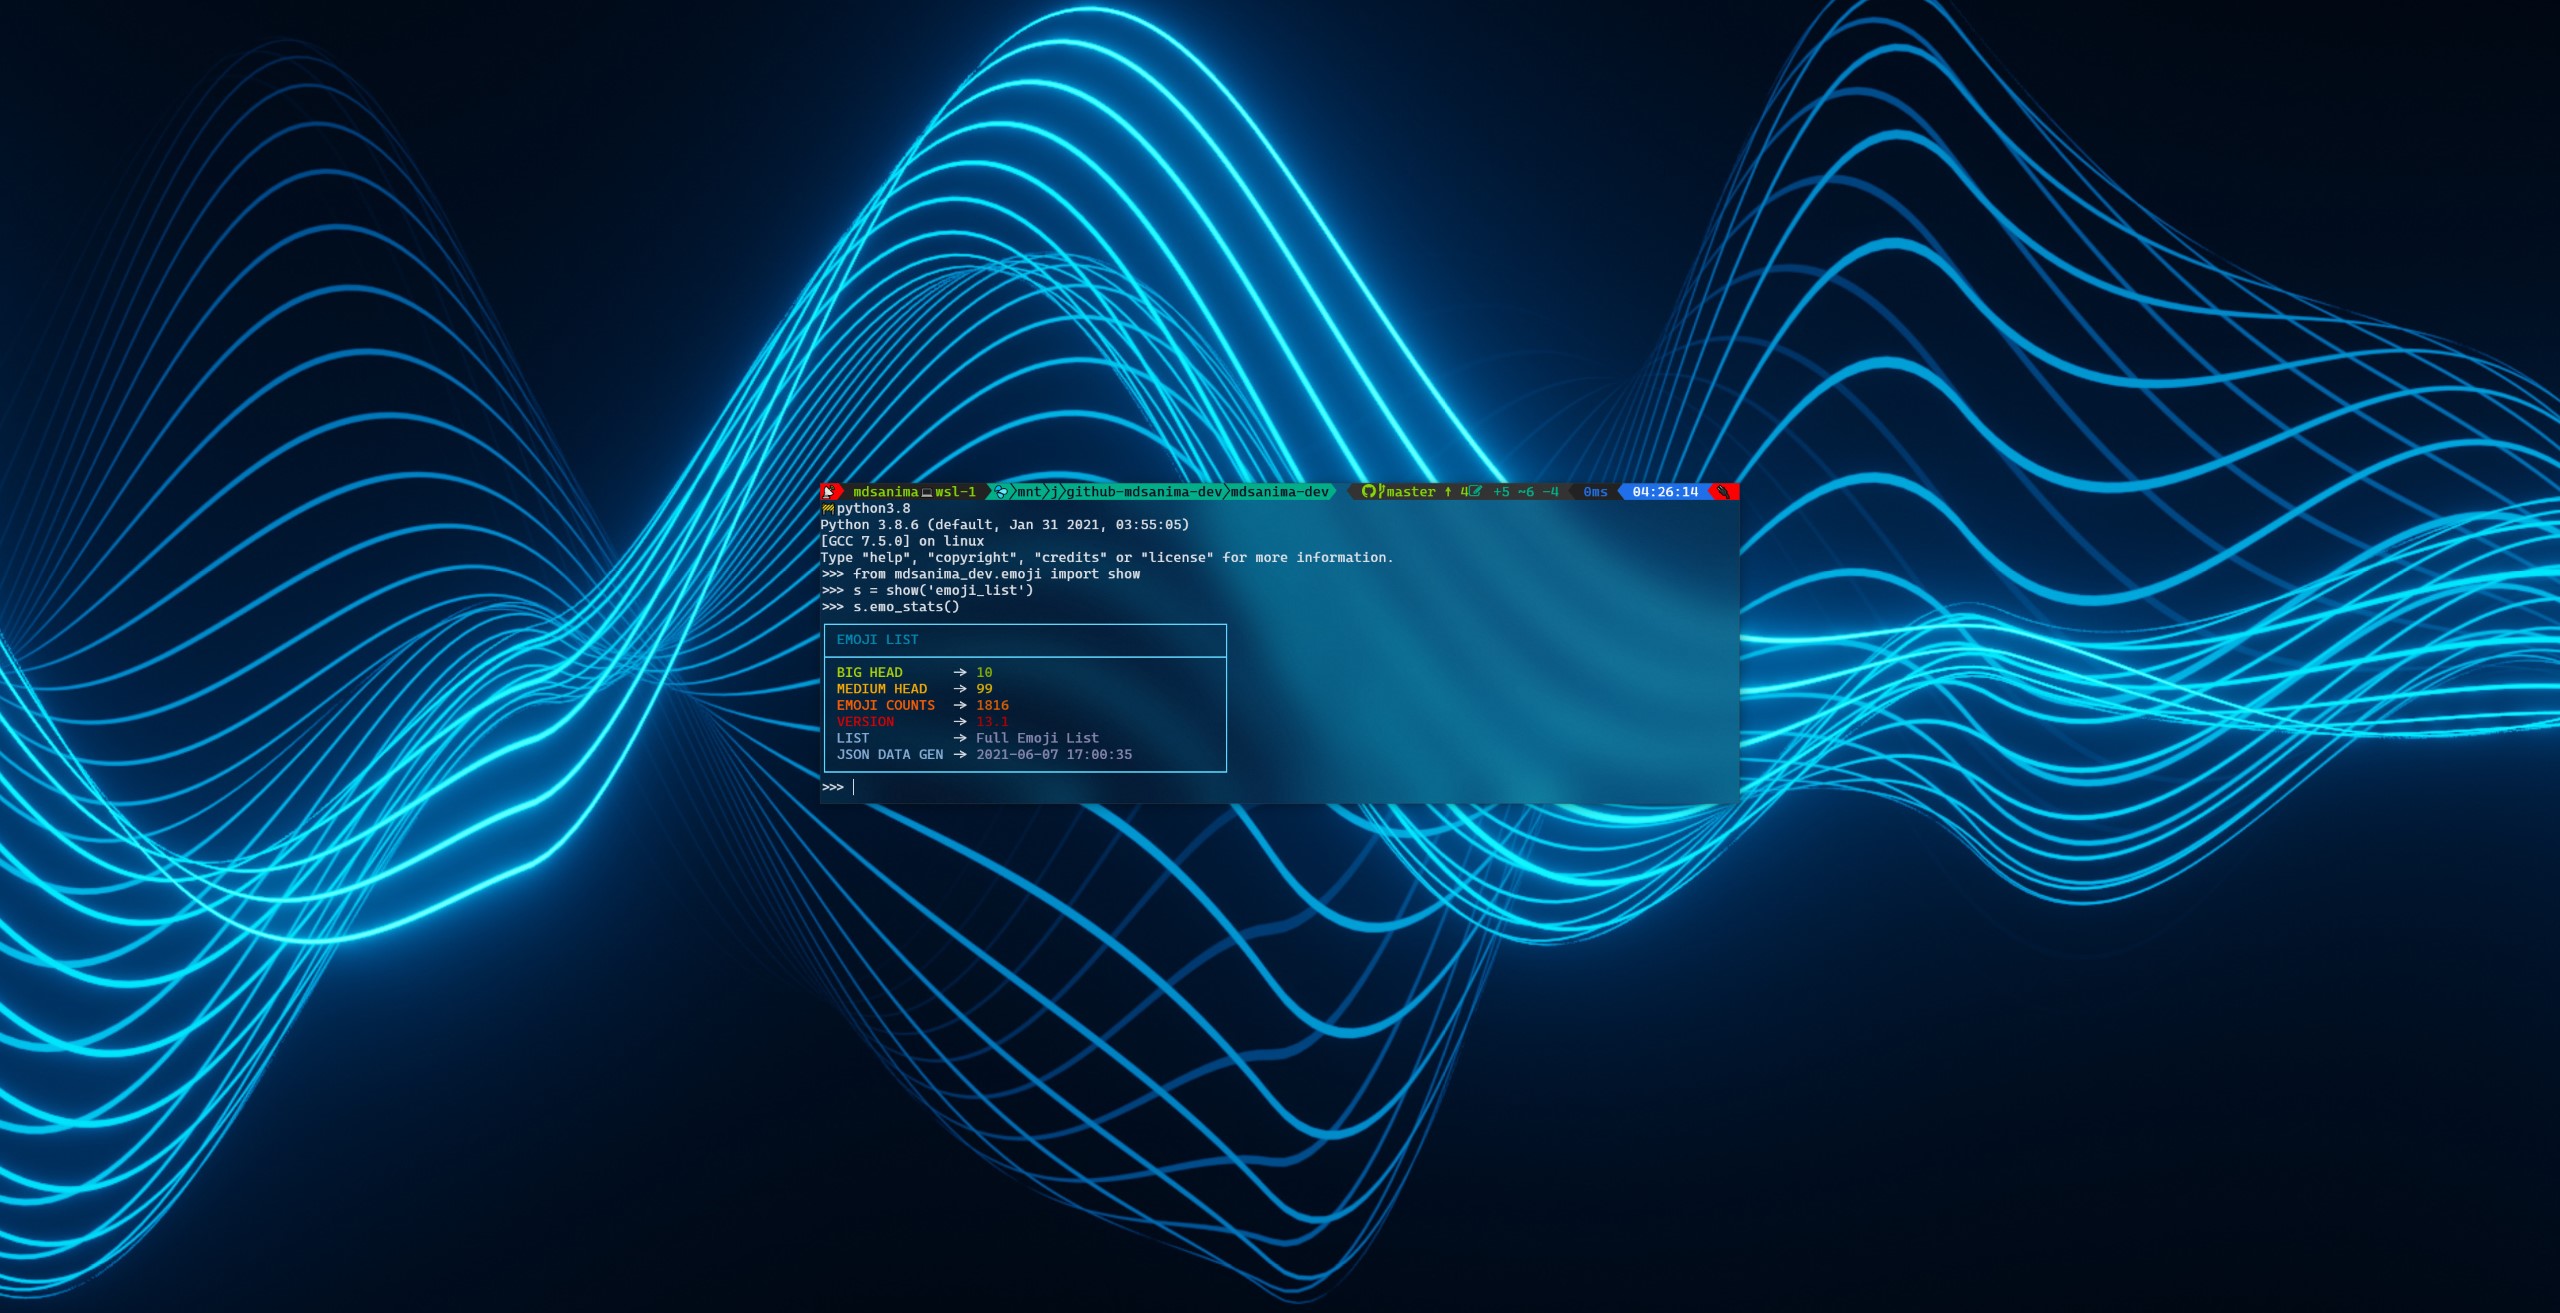 mdsanima wsl-1 mnt j github-mdsanima-dev mdsanima-dev master ↑ 4 +5 ~6 -4 0ms 04:26:14
python3.8
Python 3.8.6 (default, Jan 31 2021, 03:55:05)
[GCC 7.5.0] on linux
Type "help", "copyright", "credits" or "license" for more information.
>>> from mdsanima_dev.emoji import show
>>> s = show('emoji_list')
>>> s.emo_stats()
EMOJI LIST
BIG HEAD → 10
MEDIUM HEAD → 99
EMOJI COUNTS → 1816
VERSION → 13.1
LIST → Full Emoji List
JSON DATA GEN → 2021-06-07 17:00:35
>>>